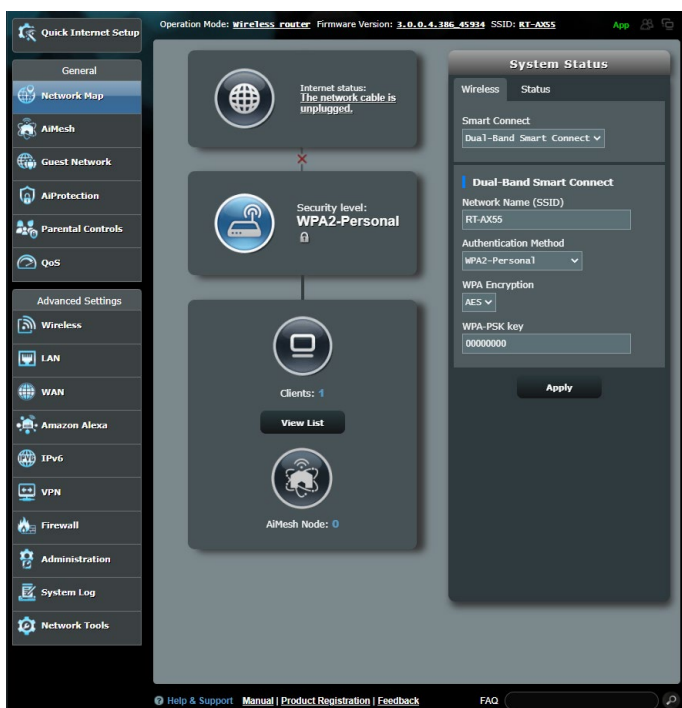 Quick Internet Setup
Operation Mode: Wireless router Firmware Version: 3.0.0.4.386_45934 SSID: RT-AX55
App
General
Network Map
AiMesh
Guest Network
AiProtection
Parental Controls
QoS
Advanced Settings
Wireless
LAN
WAN
Amazon Alexa
IPv6
VPN
Firewall
Administration
System Log
Network Tools
Internet status:
The network cable is
unplugged.
Security level:
WPA2-Personal
Clients: 1
View List
AiMesh Node: 0
System Status
Wireless Status
Smart Connect
Dual-Band Smart Connect
Dual-Band Smart Connect
Network Name (SSID)
RT-AX55
Authentication Method
WPA2-Personal
WPA Encryption
AES
WPA-PSK key
00000000
Apply
Help & Support Manual | Product Registration | Feedback FAQ